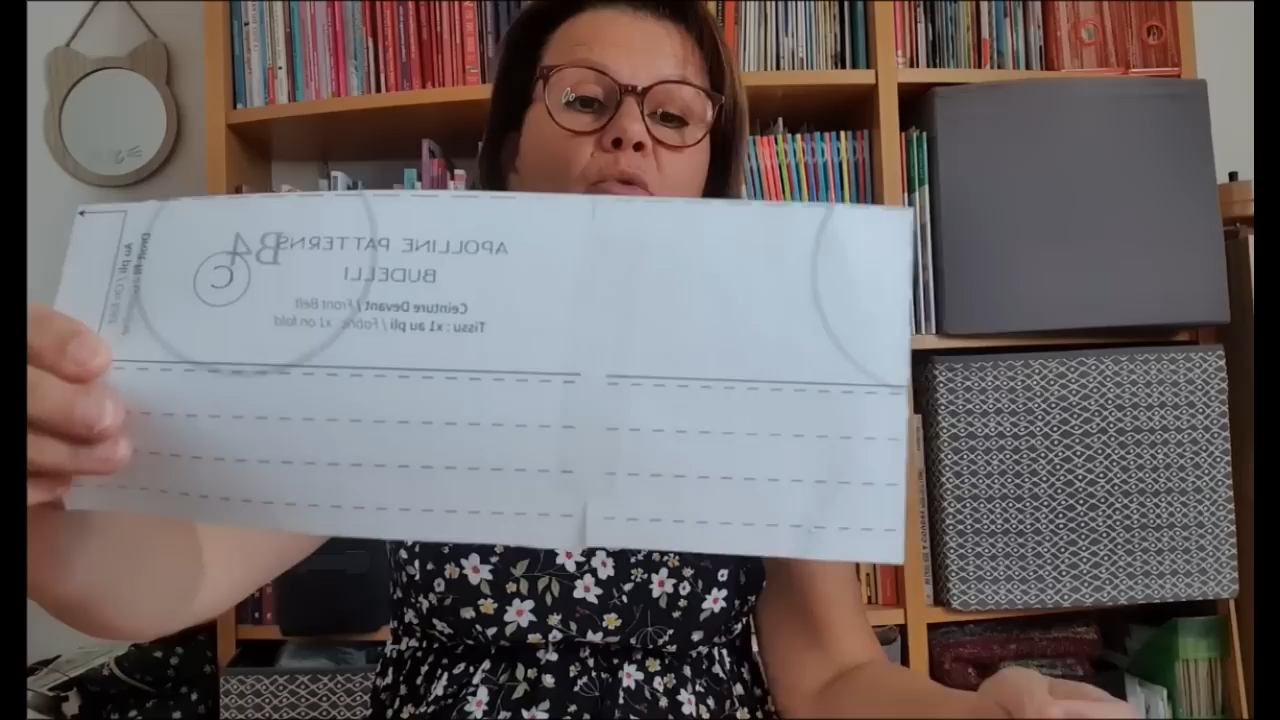 APOLLINE PATTERNS
BUDELLI
B4
C
Ceinture Devant / Front Belt
Tissu : x1 au pli / Fabric : x1 on fold
Au pli / On fold